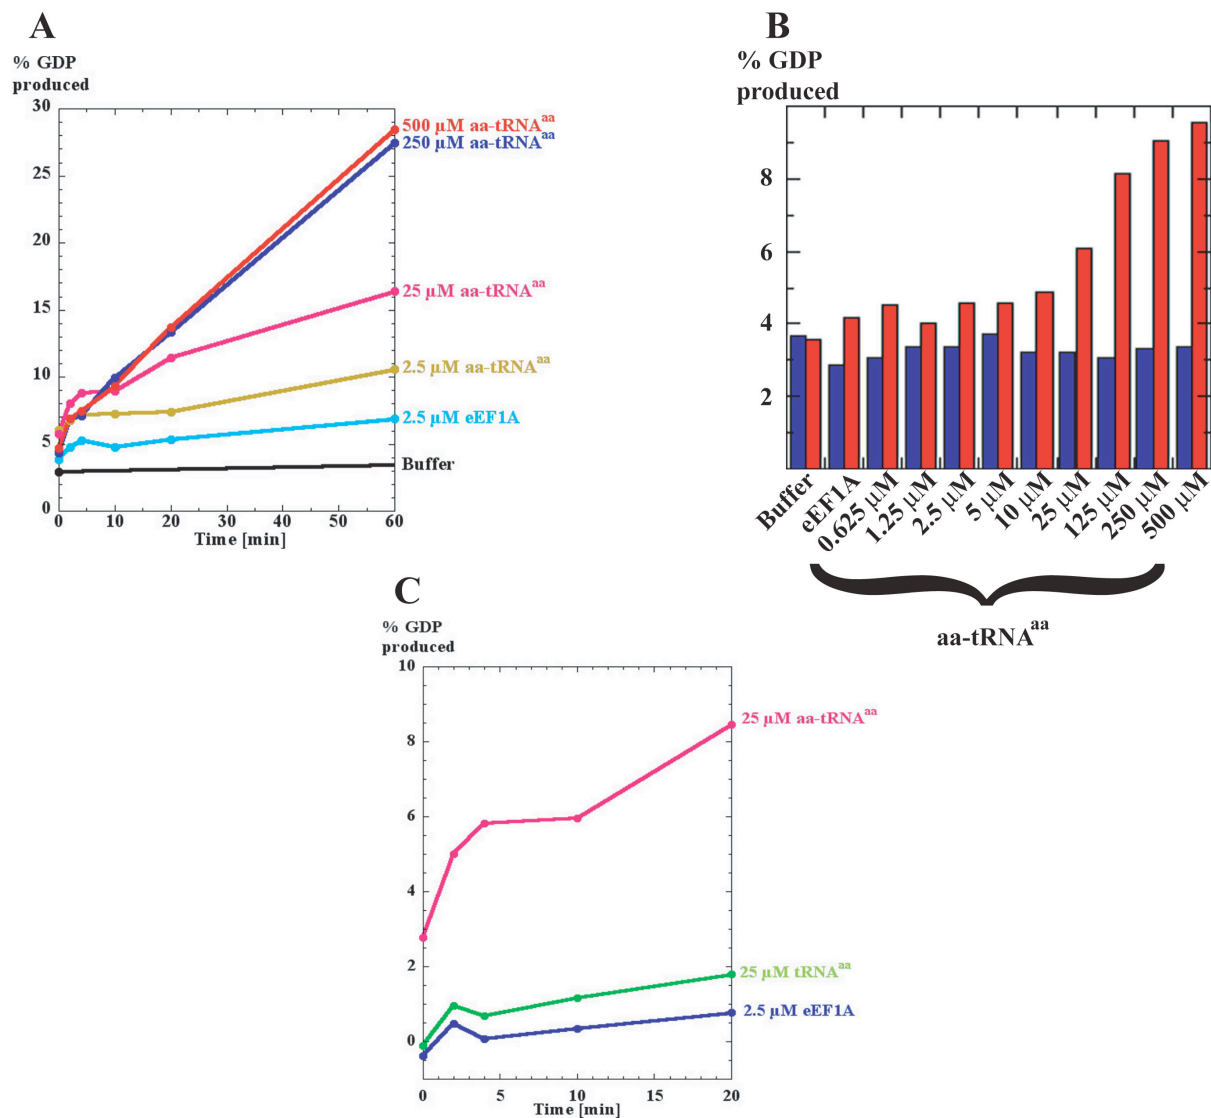 A
% GDP
produced
30
25
20
15
10
5
0
0 10 20 30 40 50 60
Time [min]
500 µM aa-tRNAaa
250 µM aa-tRNAaa
25 µM aa-tRNAaa
2.5 µM aa-tRNAaa
2.5 µM eEF1A
Buffer
B
% GDP
produced
8
6
4
2
Buffer
eEF1A
0.625 µM
1.25 µM
2.5 µM
5 µM
10 µM
25 µM
125 µM
250 µM
500 µM
aa-tRNAaa
C
% GDP
produced
10
8
6
4
2
0
0 5 10 15 20
Time [min]
25 µM aa-tRNAaa
25 µM tRNAaa
2.5 µM eEF1A